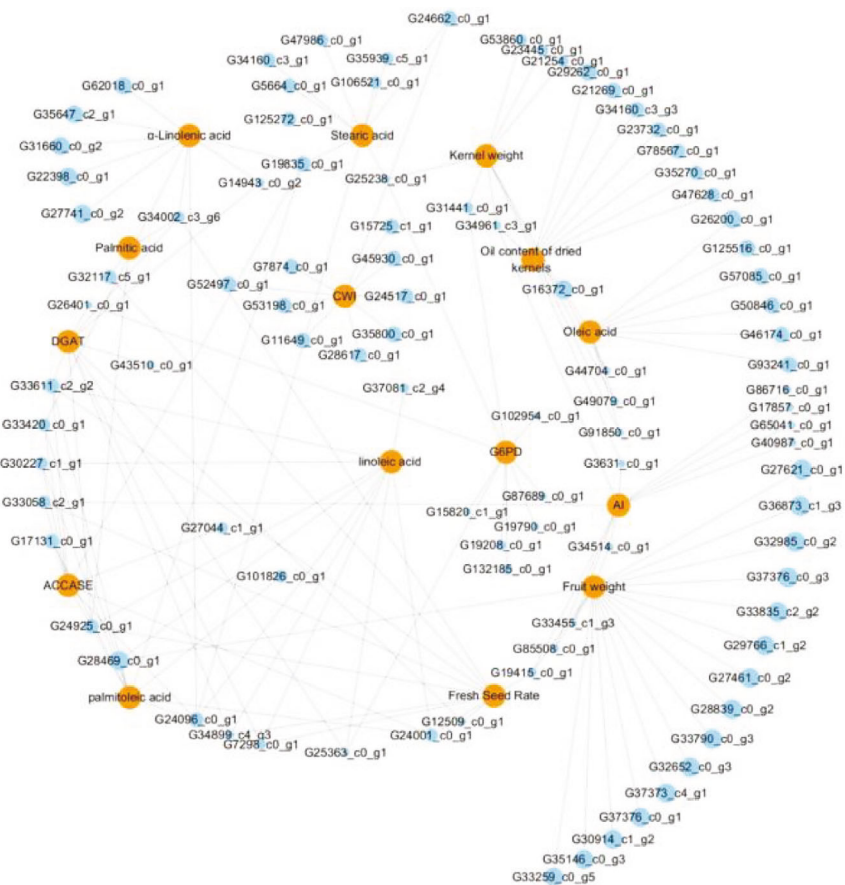 G24662_c0_g1
G47986_c0_g1
G53860_c0_g1
G23445_c0_g1
G34160_c3_g1
G35939_c5_g1
G21254_c0_g1
G29262_c0_g1
G62018_c0_g1
G5664_c0_g1
G106521_c0_g1
G21269_c0_g1
G35647_c2_g1
G34160_c3_g3
G125272_c0_g1
G23732_c0_g1
α-Linolenic acid
Stearic acid
G31660_c0_g2
G78567_c0_g1
Kernel weight
G19835_c0_g1
G22398_c0_g1
G35270_c0_g1
G14943_c0_g2
G25238_c0_g1
G47628_c0_g1
G27741_c0_g2
G34002_c3_g6
G31441_c0_g1
G26200_c0_g1
G15725_c1_g1
G34961_c3_g1
Palmitic acid
G125516_c0_g1
Oil content of dried
kernels
G45930_c0_g1
G7874_c0_g1
G32117_c5_g1
G57085_c0_g1
G52497_c0_g1
G16372_c0_g1
CWI
G24517_c0_g1
G26401_c0_g1
G53198_c0_g1
G50846_c0_g1
Oleic acid
G35800_c0_g1
G46174_c0_g1
DGAT
G11649_c0_g1
G28617_c0_g1
G43510_c0_g1
G93241_c0_g1
G44704_c0_g1
G33611_c2_g2
G37081_c2_g4
G86716_c0_g1
G49079_c0_g1
G17857_c0_g1
G102954_c0_g1
G33420_c0_g1
G65041_c0_g1
G91850_c0_g1
G40987_c0_g1
G6PD
G30227_c1_g1
linoleic acid
G3631_c0_g1
G27621_c0_g1
G87689_c0_g1
G33058_c2_g1
AI
G36873_c1_g3
G15820_c1_g1
G27044_c1_g1
G19790_c0_g1
G17131_c0_g1
G32985_c0_g2
G19208_c0_g1
G34514_c0_g1
G132185_c0_g1
G101826_c0_g1
G37376_c0_g3
ACCASE
Fruit weight
G33835_c2_g2
G33455_c1_g3
G24925_c0_g1
G85508_c0_g1
G29766_c1_g2
G28469_c0_g1
G19415_c0_g1
G27461_c0_g2
palmitoleic acid
Fresh Seed Rate
G28839_c0_g2
G24096_c0_g1
G12509_c0_g1
G34899_c4_g3
G24001_c0_g1
G33790_c0_g3
G7298_c0_g1
G25363_c0_g1
G32652_c0_g3
G37373_c4_g1
G37376_c0_g1
G30914_c1_g2
G35146_c0_g3
G33259_c0_g5